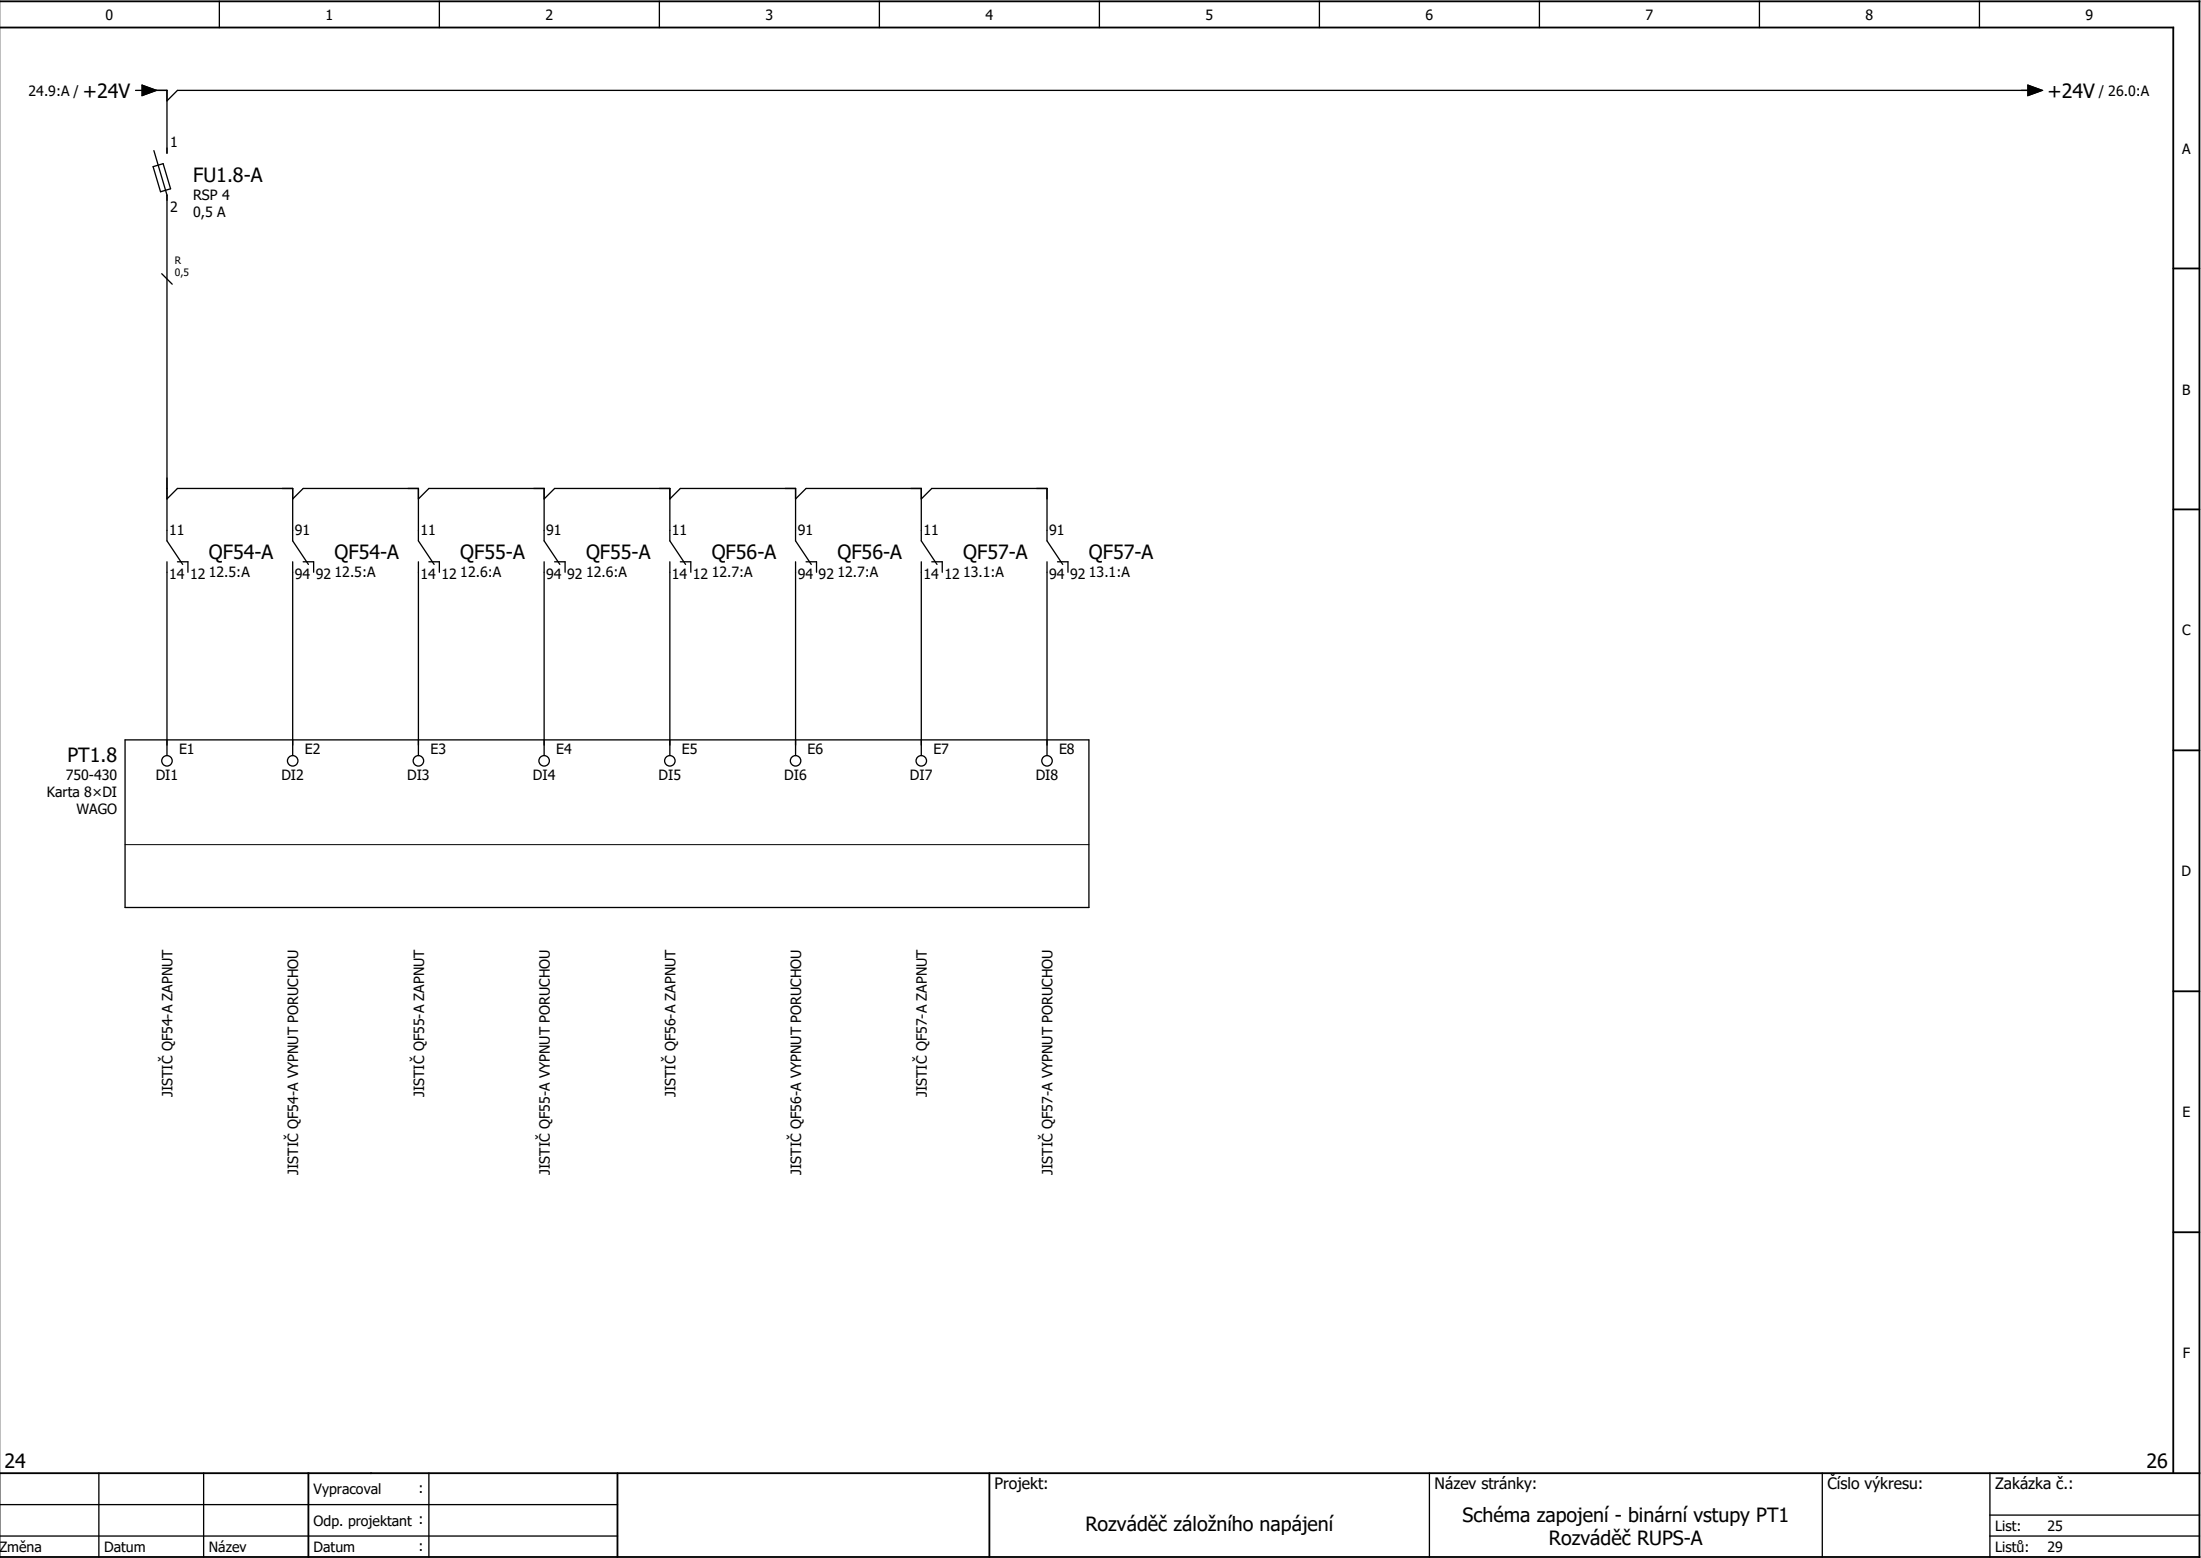 0 1 2 3 4 5 6 7 8 9
24.9:A / +24V
+24V / 26.0:A
1
FU1.8-A
RSP 4
2
0,5 A
R
0,5
A
B
C
D
E
F
11 91 11 91 11 91 11 91
QF54-A QF54-A QF55-A QF55-A QF56-A QF56-A QF57-A QF57-A
14 12 12.5:A 94 92 12.5:A 14 12 12.6:A 94 92 12.6:A 14 12 12.7:A 94 92 12.7:A 14 12 13.1:A 94 92 13.1:A
PT1.8
750-430
Karta 8×DI
WAGO
E1 E2 E3 E4 E5 E6 E7 E8
DI1 DI2 DI3 DI4 DI5 DI6 DI7 DI8
JISTIČ QF54-A ZAPNUT
JISTIČ QF54-A VYPNUT PORUCHOU
JISTIČ QF55-A ZAPNUT
JISTIČ QF55-A VYPNUT PORUCHOU
JISTIČ QF56-A ZAPNUT
JISTIČ QF56-A VYPNUT PORUCHOU
JISTIČ QF57-A ZAPNUT
JISTIČ QF57-A VYPNUT PORUCHOU
24
26
Vypracoval :
Odp. projektant :
Změna Datum Název Datum :
Projekt:
Rozváděč záložního napájení
Název stránky:
Schéma zapojení - binární vstupy PT1
Rozváděč RUPS-A
Číslo výkresu:
Zakázka č.:
List: 25
Listů: 29